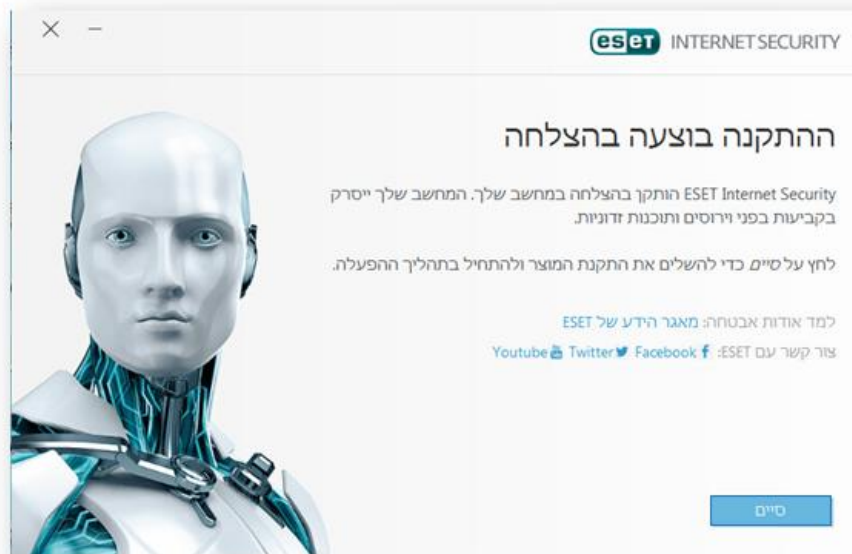 eset INTERNET SECURITY
ההתקנה בוצעה בהצלחה
ESET Internet Security הותקן בהצלחה במחשב שלך. המחשב שלך ייסרק
בקביעות בפני וירוסים ותוכנות זדוניות.
לחץ על סיים כדי להשלים את התקנת המוצר ולהתחיל בתהליך ההפעלה.
למד אודות אבטחה: מאגר הידע של ESET
צור קשר עם ESET: Facebook Twitter Youtube
סיים